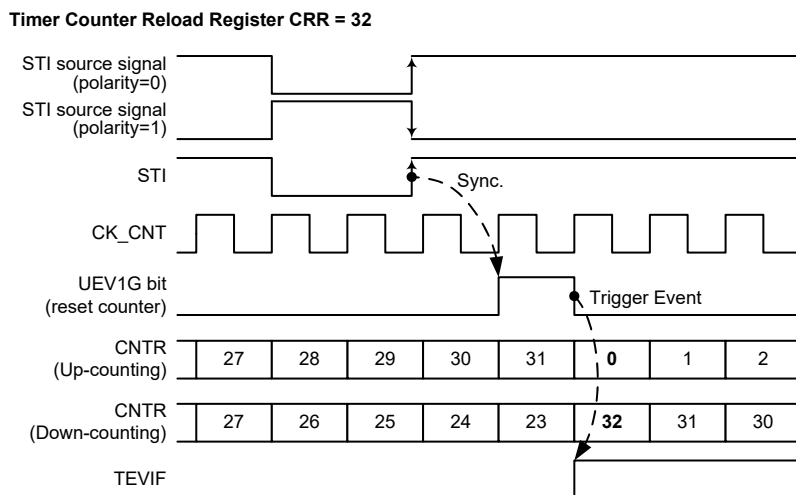 Timer Counter Reload Register CRR = 32
STI source signal
(polarity=0)
STI source signal
(polarity=1)
STI
Sync.
CK_CNT
UEV1G bit
(reset counter)
Trigger Event
CNTR
(Up-counting)
27 28 29 30 31 0 1 2
CNTR
(Down-counting)
27 26 25 24 23 32 31 30
TEVIF